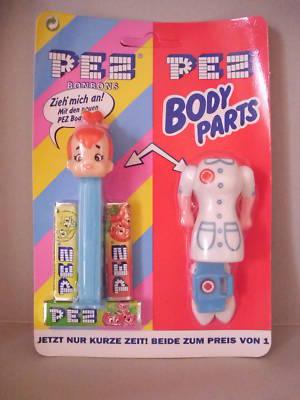 PEZ
BONBONS
Zieh' mich an!
Mit den neuen
PEZ Bod
PEZ
BODY
PARTS
PEZ
PEZ
PEZ
JETZT NUR KURZE ZEIT! BEIDE ZUM PREIS VON 1